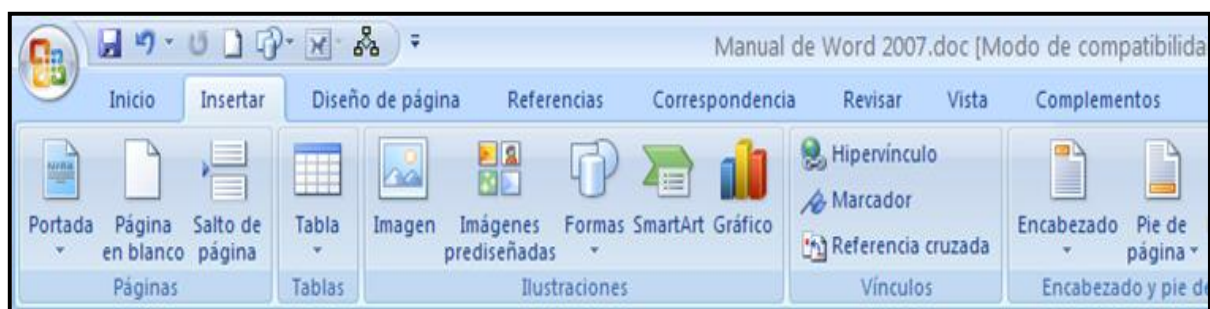 Manual de Word 2007.doc [Modo de compatibilida
Inicio Insertar Diseño de página Referencias Correspondencia Revisar Vista Complementos
Portada
Página en blanco
Salto de página
Páginas
Tabla
Tablas
Imagen
Imágenes prediseñadas
Formas
SmartArt
Gráfico
Ilustraciones
Hipervínculo
Marcador
Referencia cruzada
Vínculos
Encabezado
Pie de página
Encabezado y pie de